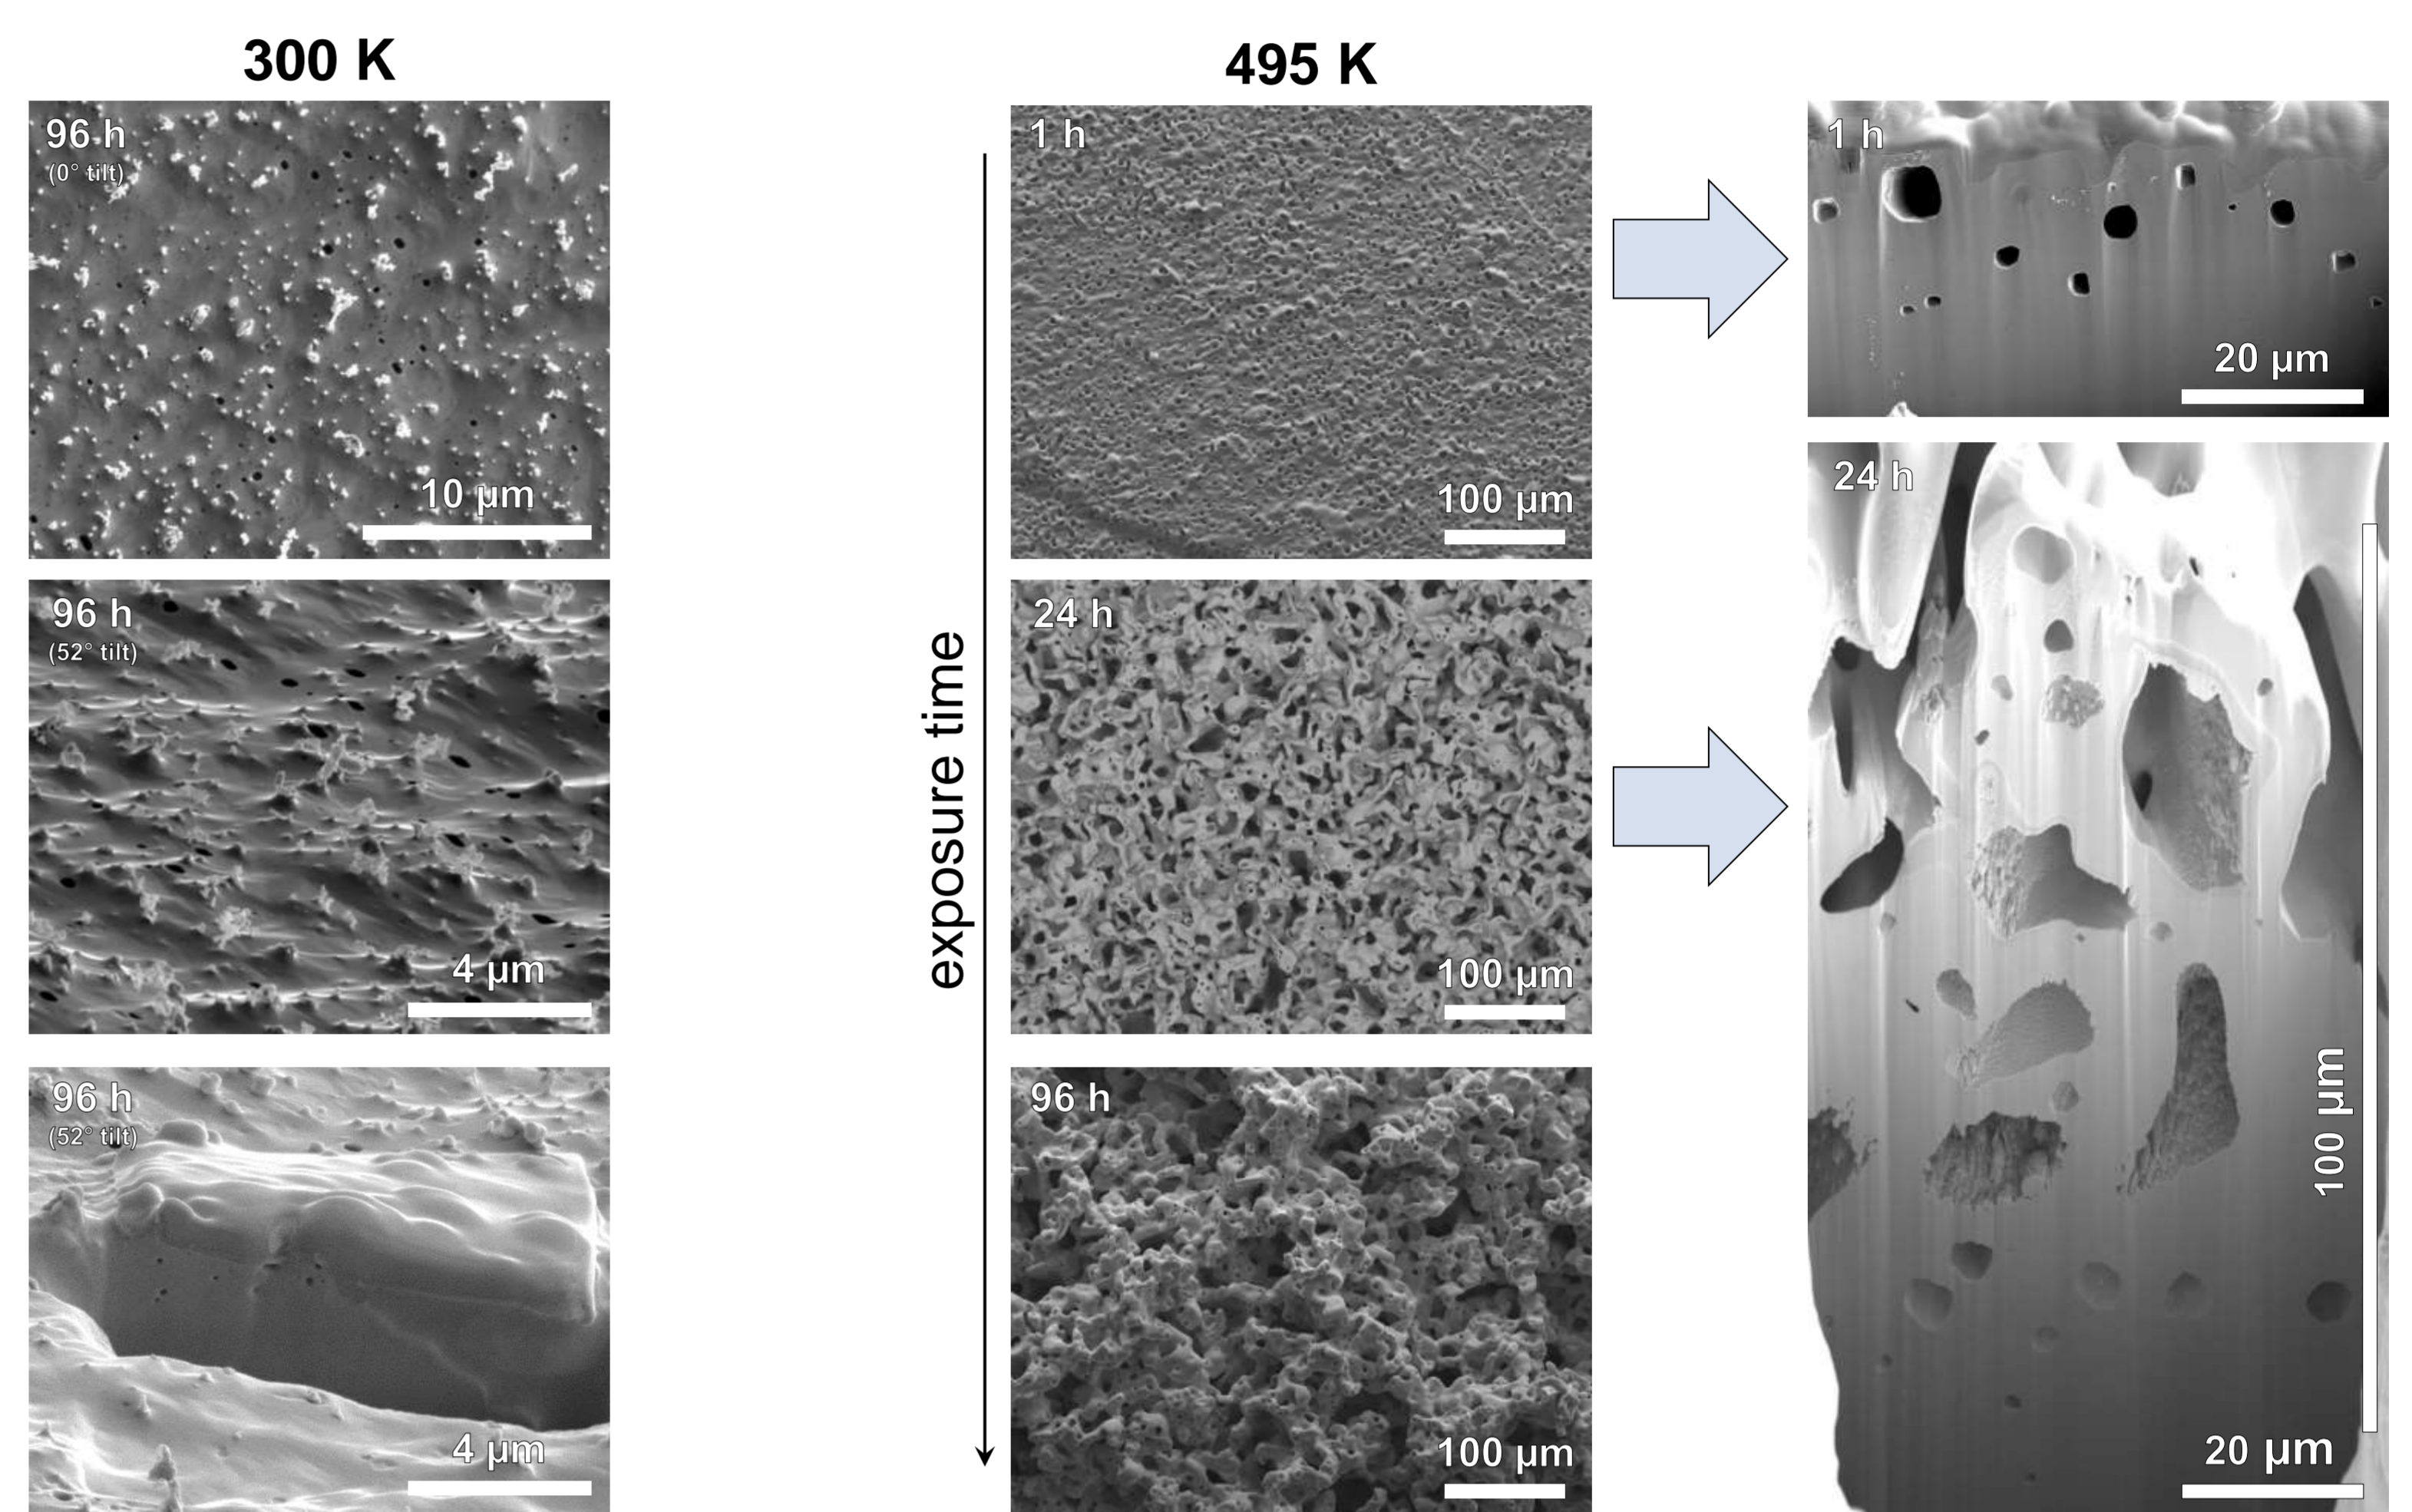 300 K
96 h
(0° tilt)
10 µm
96 h
(52° tilt)
4 µm
96 h
(52° tilt)
4 µm
exposure time
495 K
1 h
100 µm
24 h
100 µm
96 h
100 µm
1 h
20 µm
24 h
100 µm
20 µm